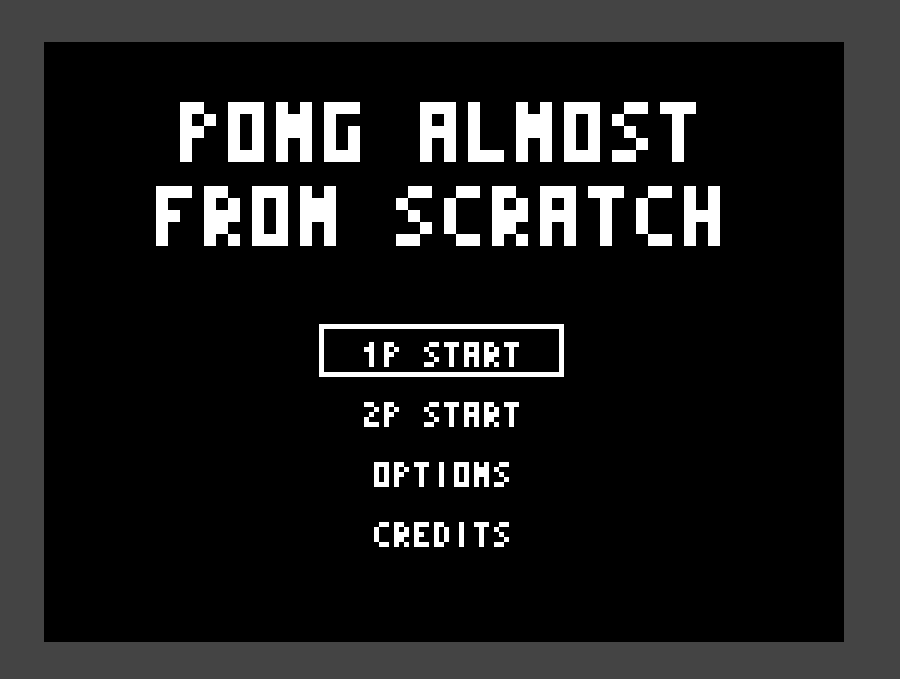 PONG ALMOST
FROM SCRATCH
1P START
2P START
OPTIONS
CREDITS